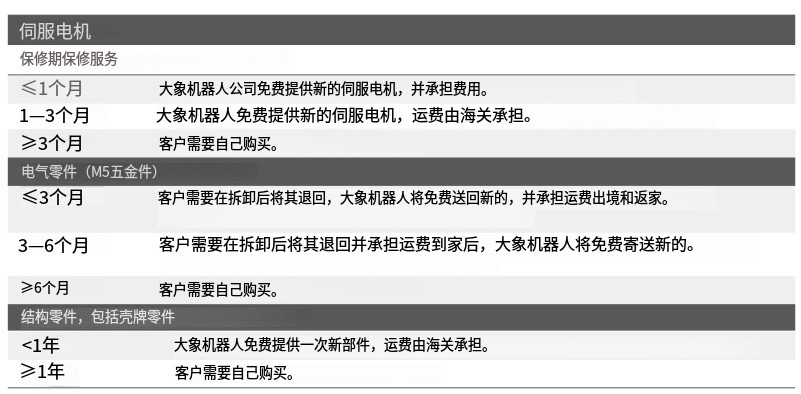 伺服电机
保修期保修服务
≤1个月 大象机器人公司免费提供新的伺服电机，并承担费用。
1—3个月 大象机器人免费提供新的伺服电机，运费由海关承担。
≥3个月 客户需要自己购买。
电气零件（M5五金件）
≤3个月 客户需要在拆卸后将其退回，大象机器人将免费送回新的，并承担运费出境和返家。
3—6个月 客户需要在拆卸后将其退回并承担运费到家后，大象机器人将免费寄送新的。
≥6个月 客户需要自己购买。
结构零件，包括壳牌零件
<1年 大象机器人免费提供一次新部件，运费由海关承担。
≥1年 客户需要自己购买。